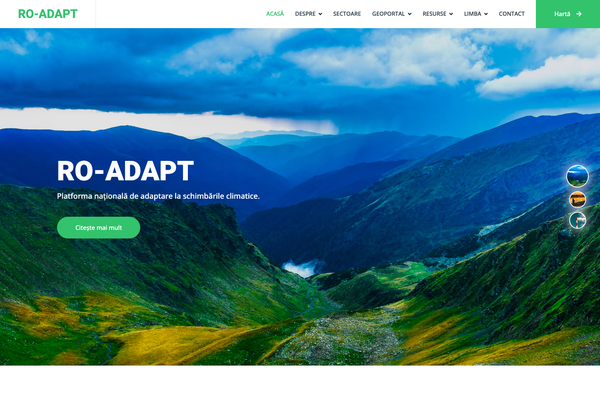 RO-ADAPT
ACASĂ
DESPRE
SECTOARE
GEOPORTAL
RESURSE
LIMBA
CONTACT
Hartă
RO-ADAPT
Platforma națională de adaptare la schimbările climatice.
Citește mai mult